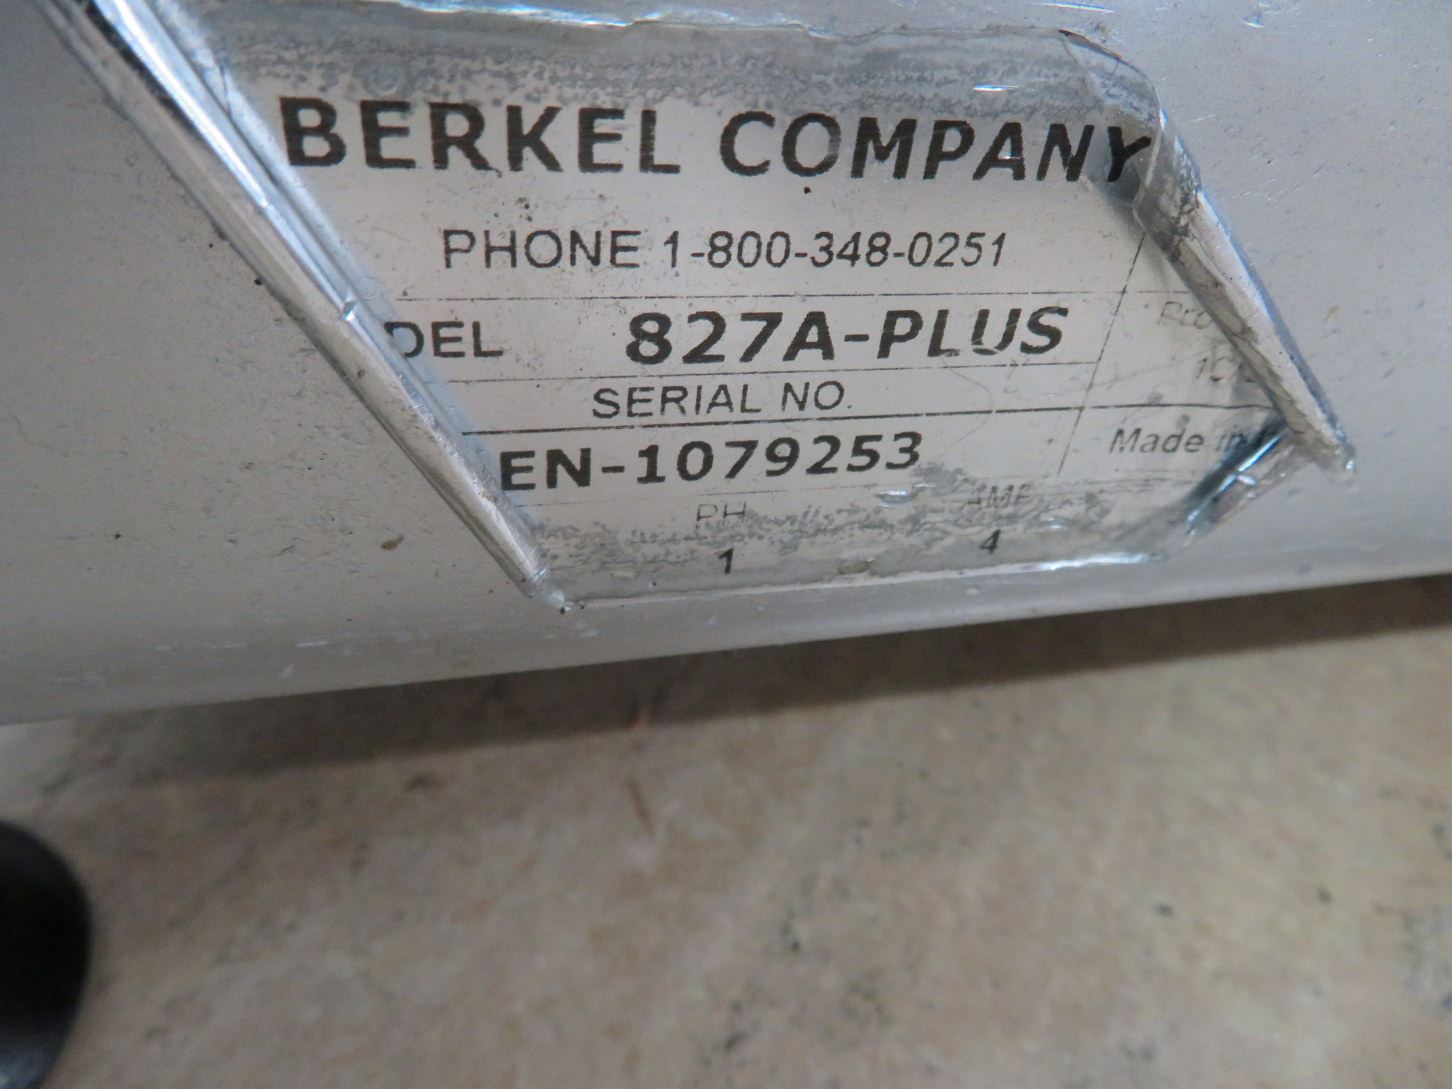 BERKEL COMPANY
PHONE 1-800-348-0251
DEL 827A-PLUS
SERIAL NO.
EN-1079253
Made in
PH AMP
1 4